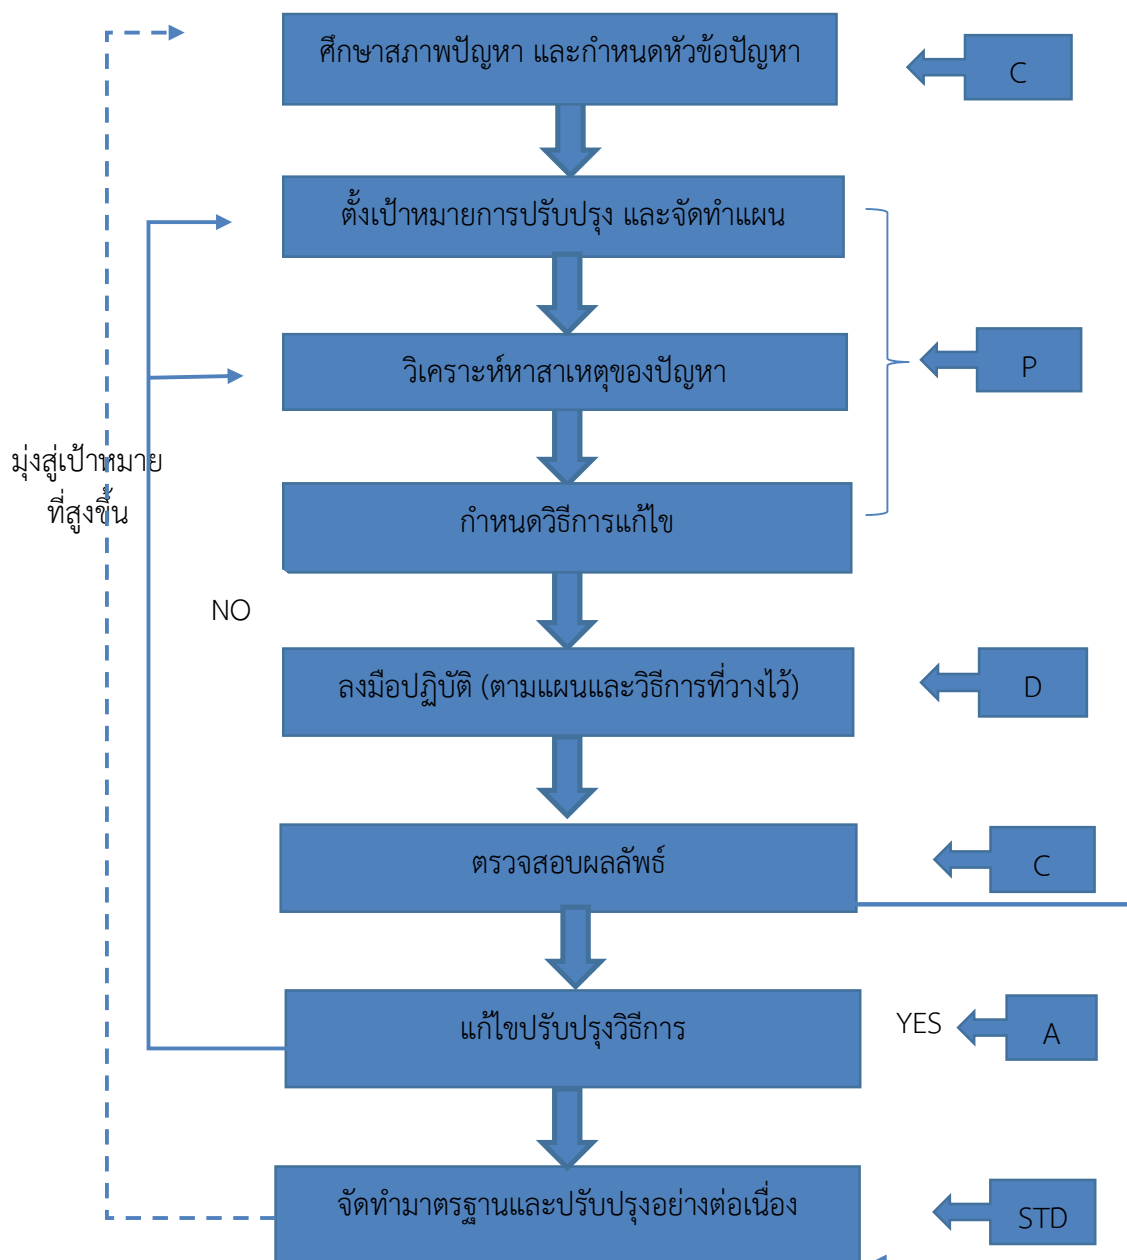 ศึกษาสภาพปัญหา และกำหนดหัวข้อปัญหา
C
ตั้งเป้าหมายการปรับปรุง และจัดทำแผน
วิเคราะห์หาสาเหตุของปัญหา
P
มุ่งสู่เป้าหมาย
ที่สูงขึ้น
กำหนดวิธีการแก้ไข
NO
ลงมือปฏิบัติ (ตามแผนและวิธีการที่วางไว้)
D
ตรวจสอบผลลัพธ์
C
แก้ไขปรับปรุงวิธีการ
YES
A
จัดทำมาตรฐานและปรับปรุงอย่างต่อเนื่อง
STD